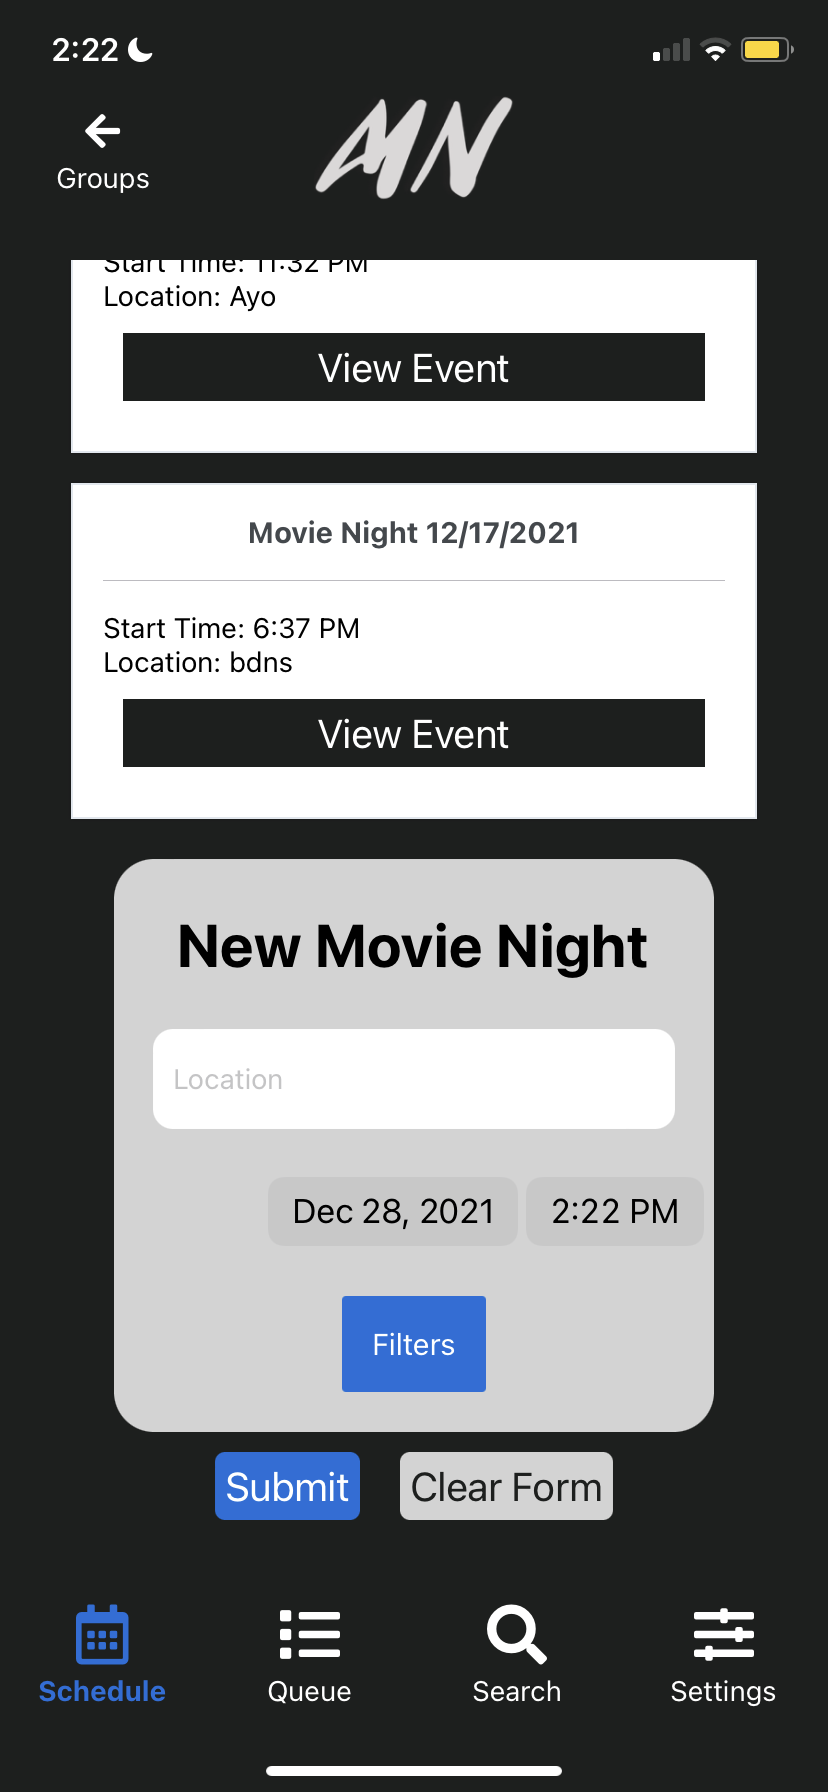 2:22
Groups
MN
Start Time: 11:32 PM
Location: Ayo
View Event
Movie Night 12/17/2021
Start Time: 6:37 PM
Location: bdns
View Event
New Movie Night
Location
Dec 28, 2021 2:22 PM
Filters
Submit Clear Form
Schedule Queue Search Settings